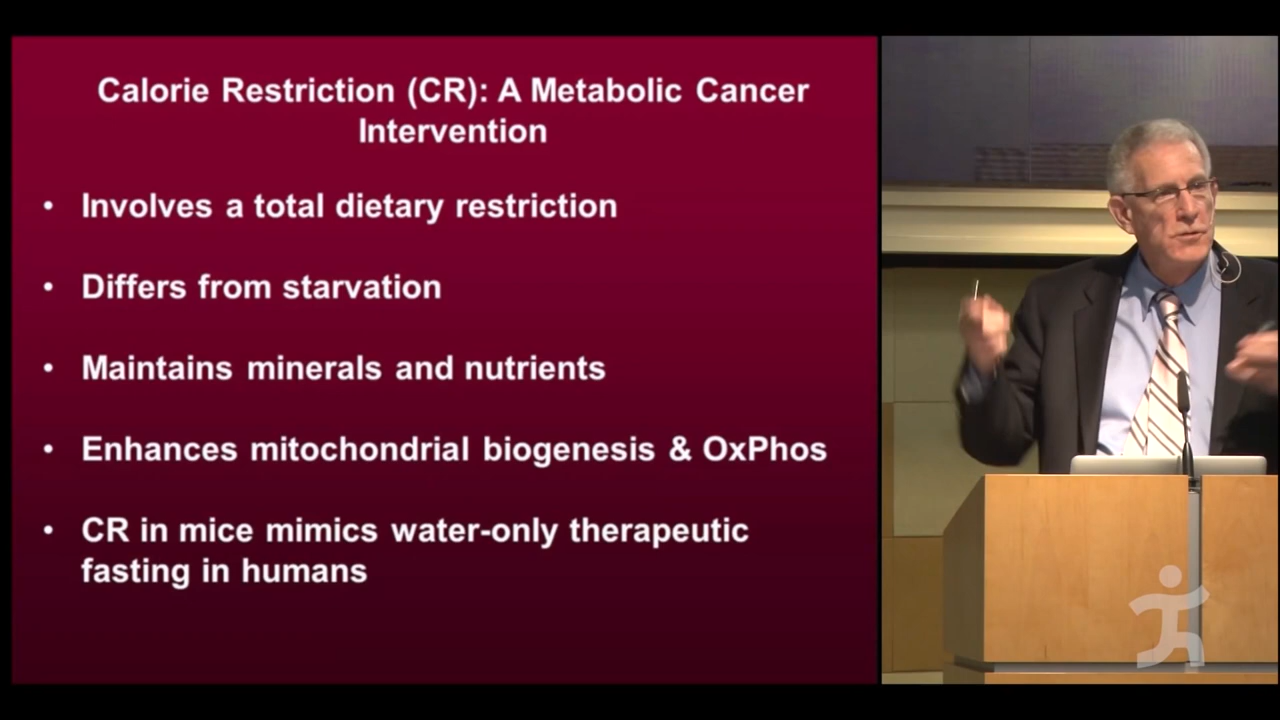 Calorie Restriction (CR): A Metabolic Cancer
Intervention
• Involves a total dietary restriction
• Differs from starvation
• Maintains minerals and nutrients
• Enhances mitochondrial biogenesis & OxPhos
• CR in mice mimics water-only therapeutic
fasting in humans